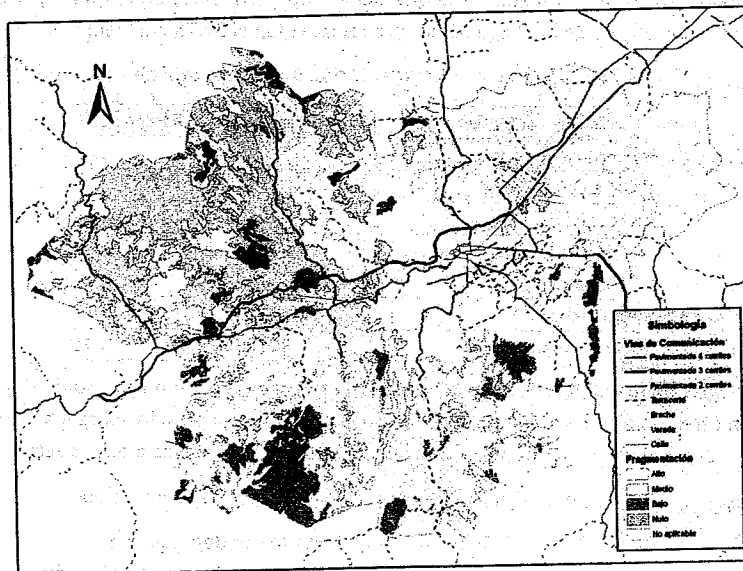 N
Simbología
Vías de Comunicación
Pavimentada 4 carriles
Pavimentada 3 carriles
Pavimentada 2 carriles
Terracería
Brecha
Vereda
Calle
Fragmentación
Alto
Medio
Bajo
Nulo
No aplicable